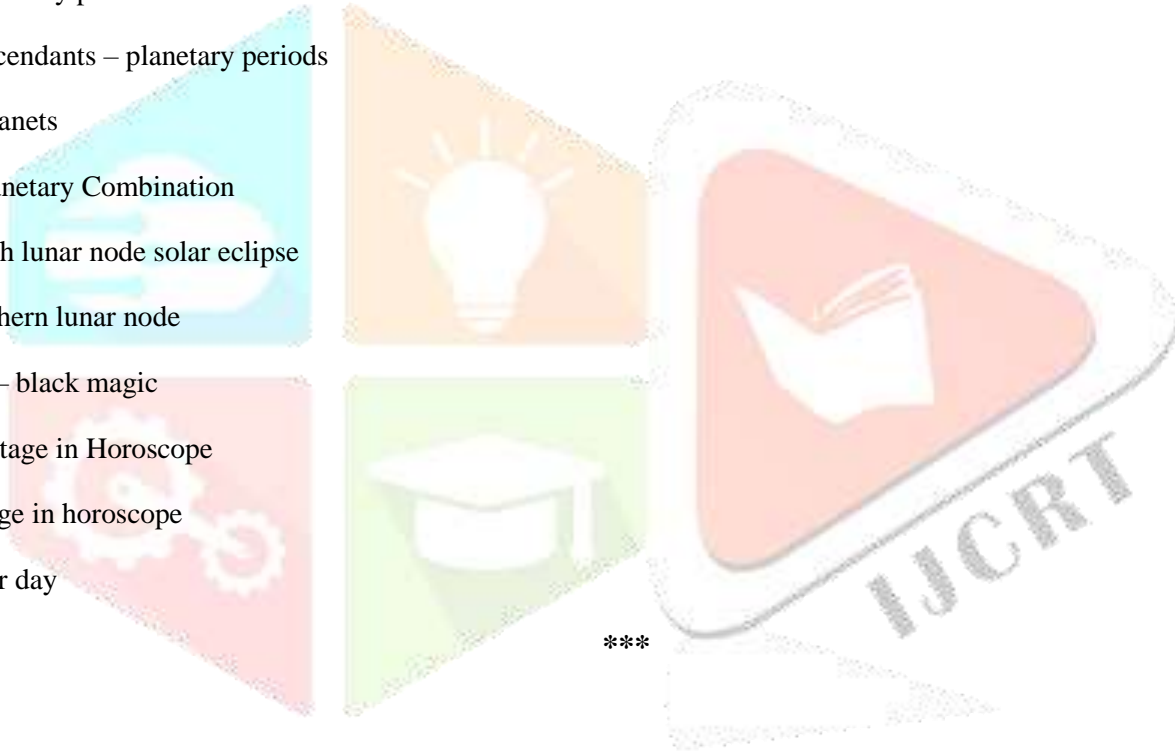 cendants – planetary periods
anets
netary Combination
h lunar node solar eclipse
hern lunar node
– black magic
tage in Horoscope
ge in horoscope
r day
***
IJCRT